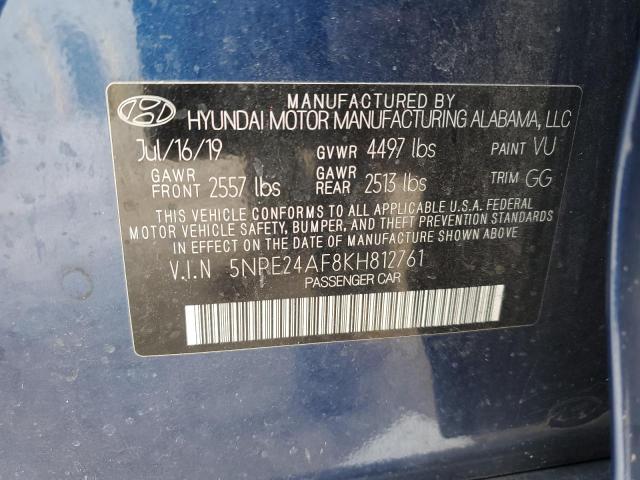 MANUFACTURED BY
HYUNDAI MOTOR MANUFACTURING ALABAMA, LLC
Jul/16/19 GVWR 4497 lbs PAINT VU
GAWR FRONT 2557 lbs GAWR REAR 2513 lbs TRIM GG
THIS VEHICLE CONFORMS TO ALL APPLICABLE U.S.A. FEDERAL
MOTOR VEHICLE SAFETY, BUMPER, AND THEFT PREVENTION STANDARDS
IN EFFECT ON THE DATE OF MANUFACTURE SHOWN ABOVE.
V.I.N 5NPE24AF8KH812761
PASSENGER CAR